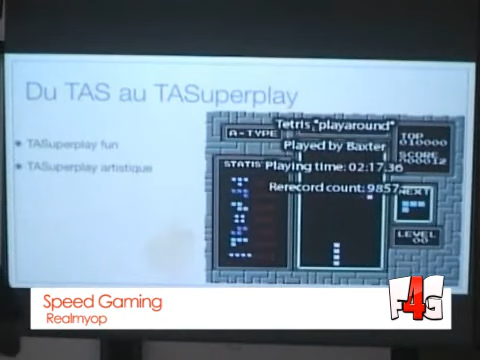 Du TAS au TASuperplay
• TASuperplay fun
• TASuperplay artistique
Tetris "playaround"
Played by Baxter
Playing time: 02:17.36
Rerecord count: 9857
A-TYPE
STATIS
TOP
010000
SCORE
000012
NEXT
LEVEL
00
Speed Gaming
Realmyop
F4G